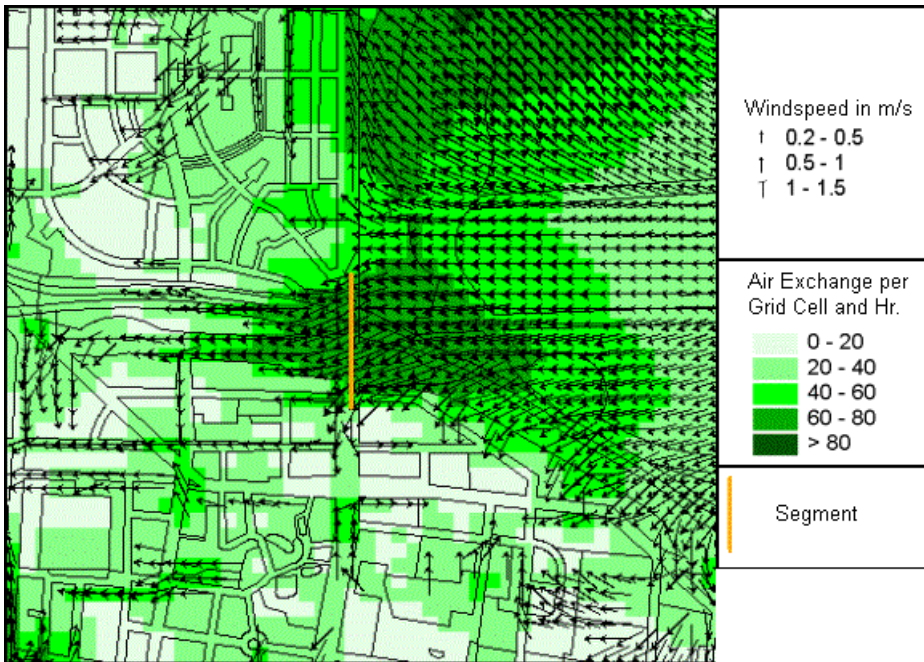 Windspeed in m/s
0.2 - 0.5
0.5 - 1
1 - 1.5
Air Exchange per
Grid Cell and Hr.
0 - 20
20 - 40
40 - 60
60 - 80
> 80
Segment